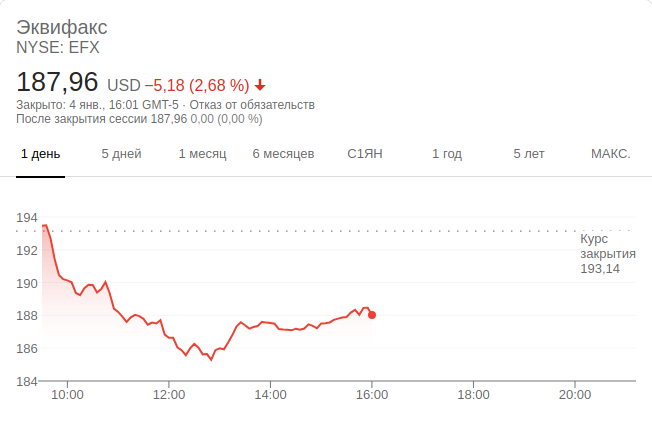 Эквифакс
NYSE: EFX
187,96 USD −5,18 (2,68 %)
Закрыто: 4 янв., 16:01 GMT-5 · Отказ от обязательств
После закрытия сессии 187,96 0,00 (0,00 %)
1 день 5 дней 1 месяц 6 месяцев С1ЯН 1 год 5 лет МАКС.
194
192
190
188
186
184
Курс
закрытия
193,14
10:00 12:00 14:00 16:00 18:00 20:00